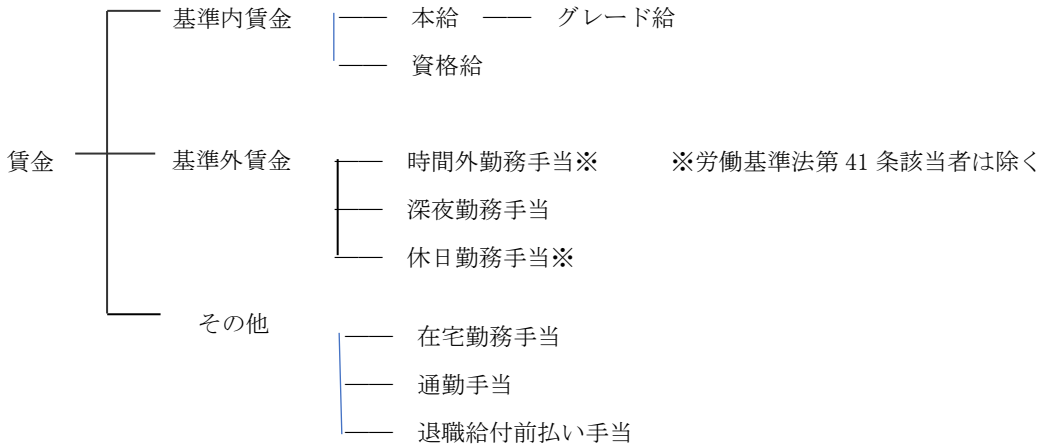 基準内賃金 本給 グレード給
資格給
賃金 基準外賃金 時間外勤務手当※ ※労働基準法第 41 条該当者は除く
深夜勤務手当
休日勤務手当※
その他
在宅勤務手当
通勤手当
退職給付前払い手当